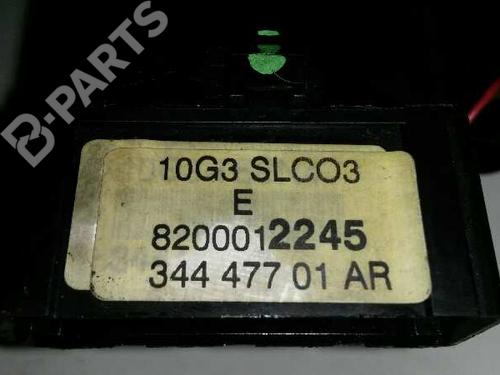 B-PARTS
10G3 SLCO3
E
8200012245
344 477 01 AR